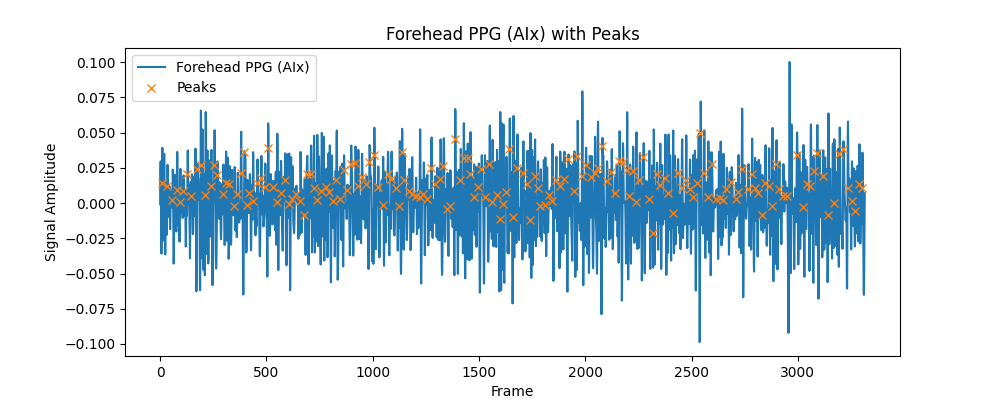 Forehead PPG (AIx) with Peaks
Forehead PPG (AIx)
Peaks
Signal Amplitude
0.100
0.075
0.050
0.025
0.000
−0.025
−0.050
−0.075
−0.100
0 500 1000 1500 2000 2500 3000
Frame